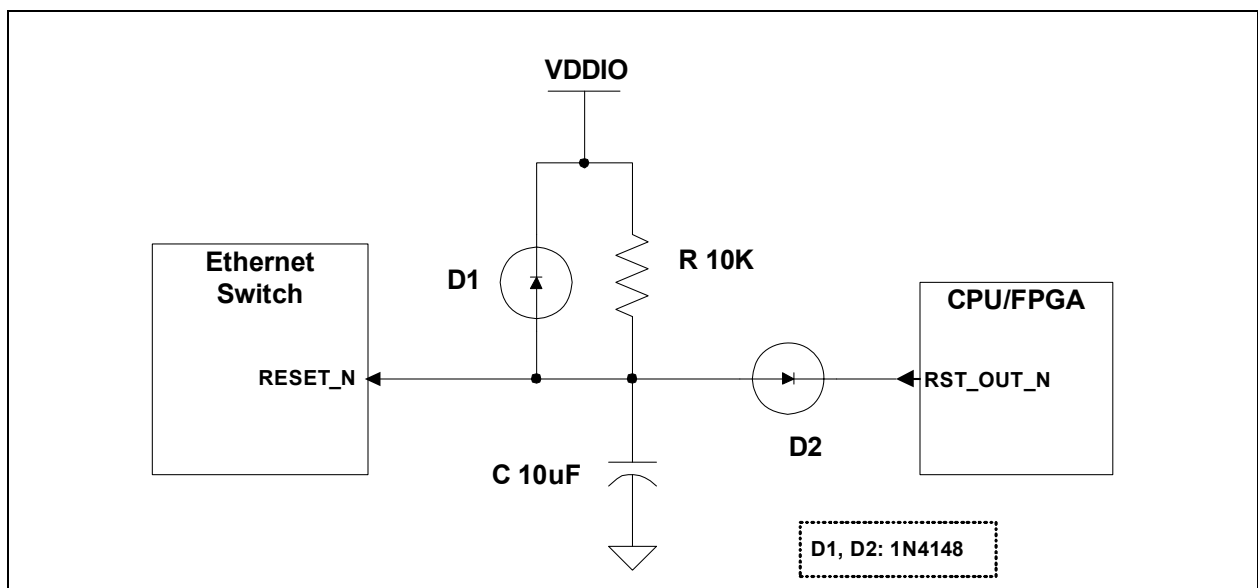 VDDIO
Ethernet
Switch
D1
R 10K
CPU/FPGA
RESET_N
RST_OUT_N
D2
C 10uF
D1, D2: 1N4148